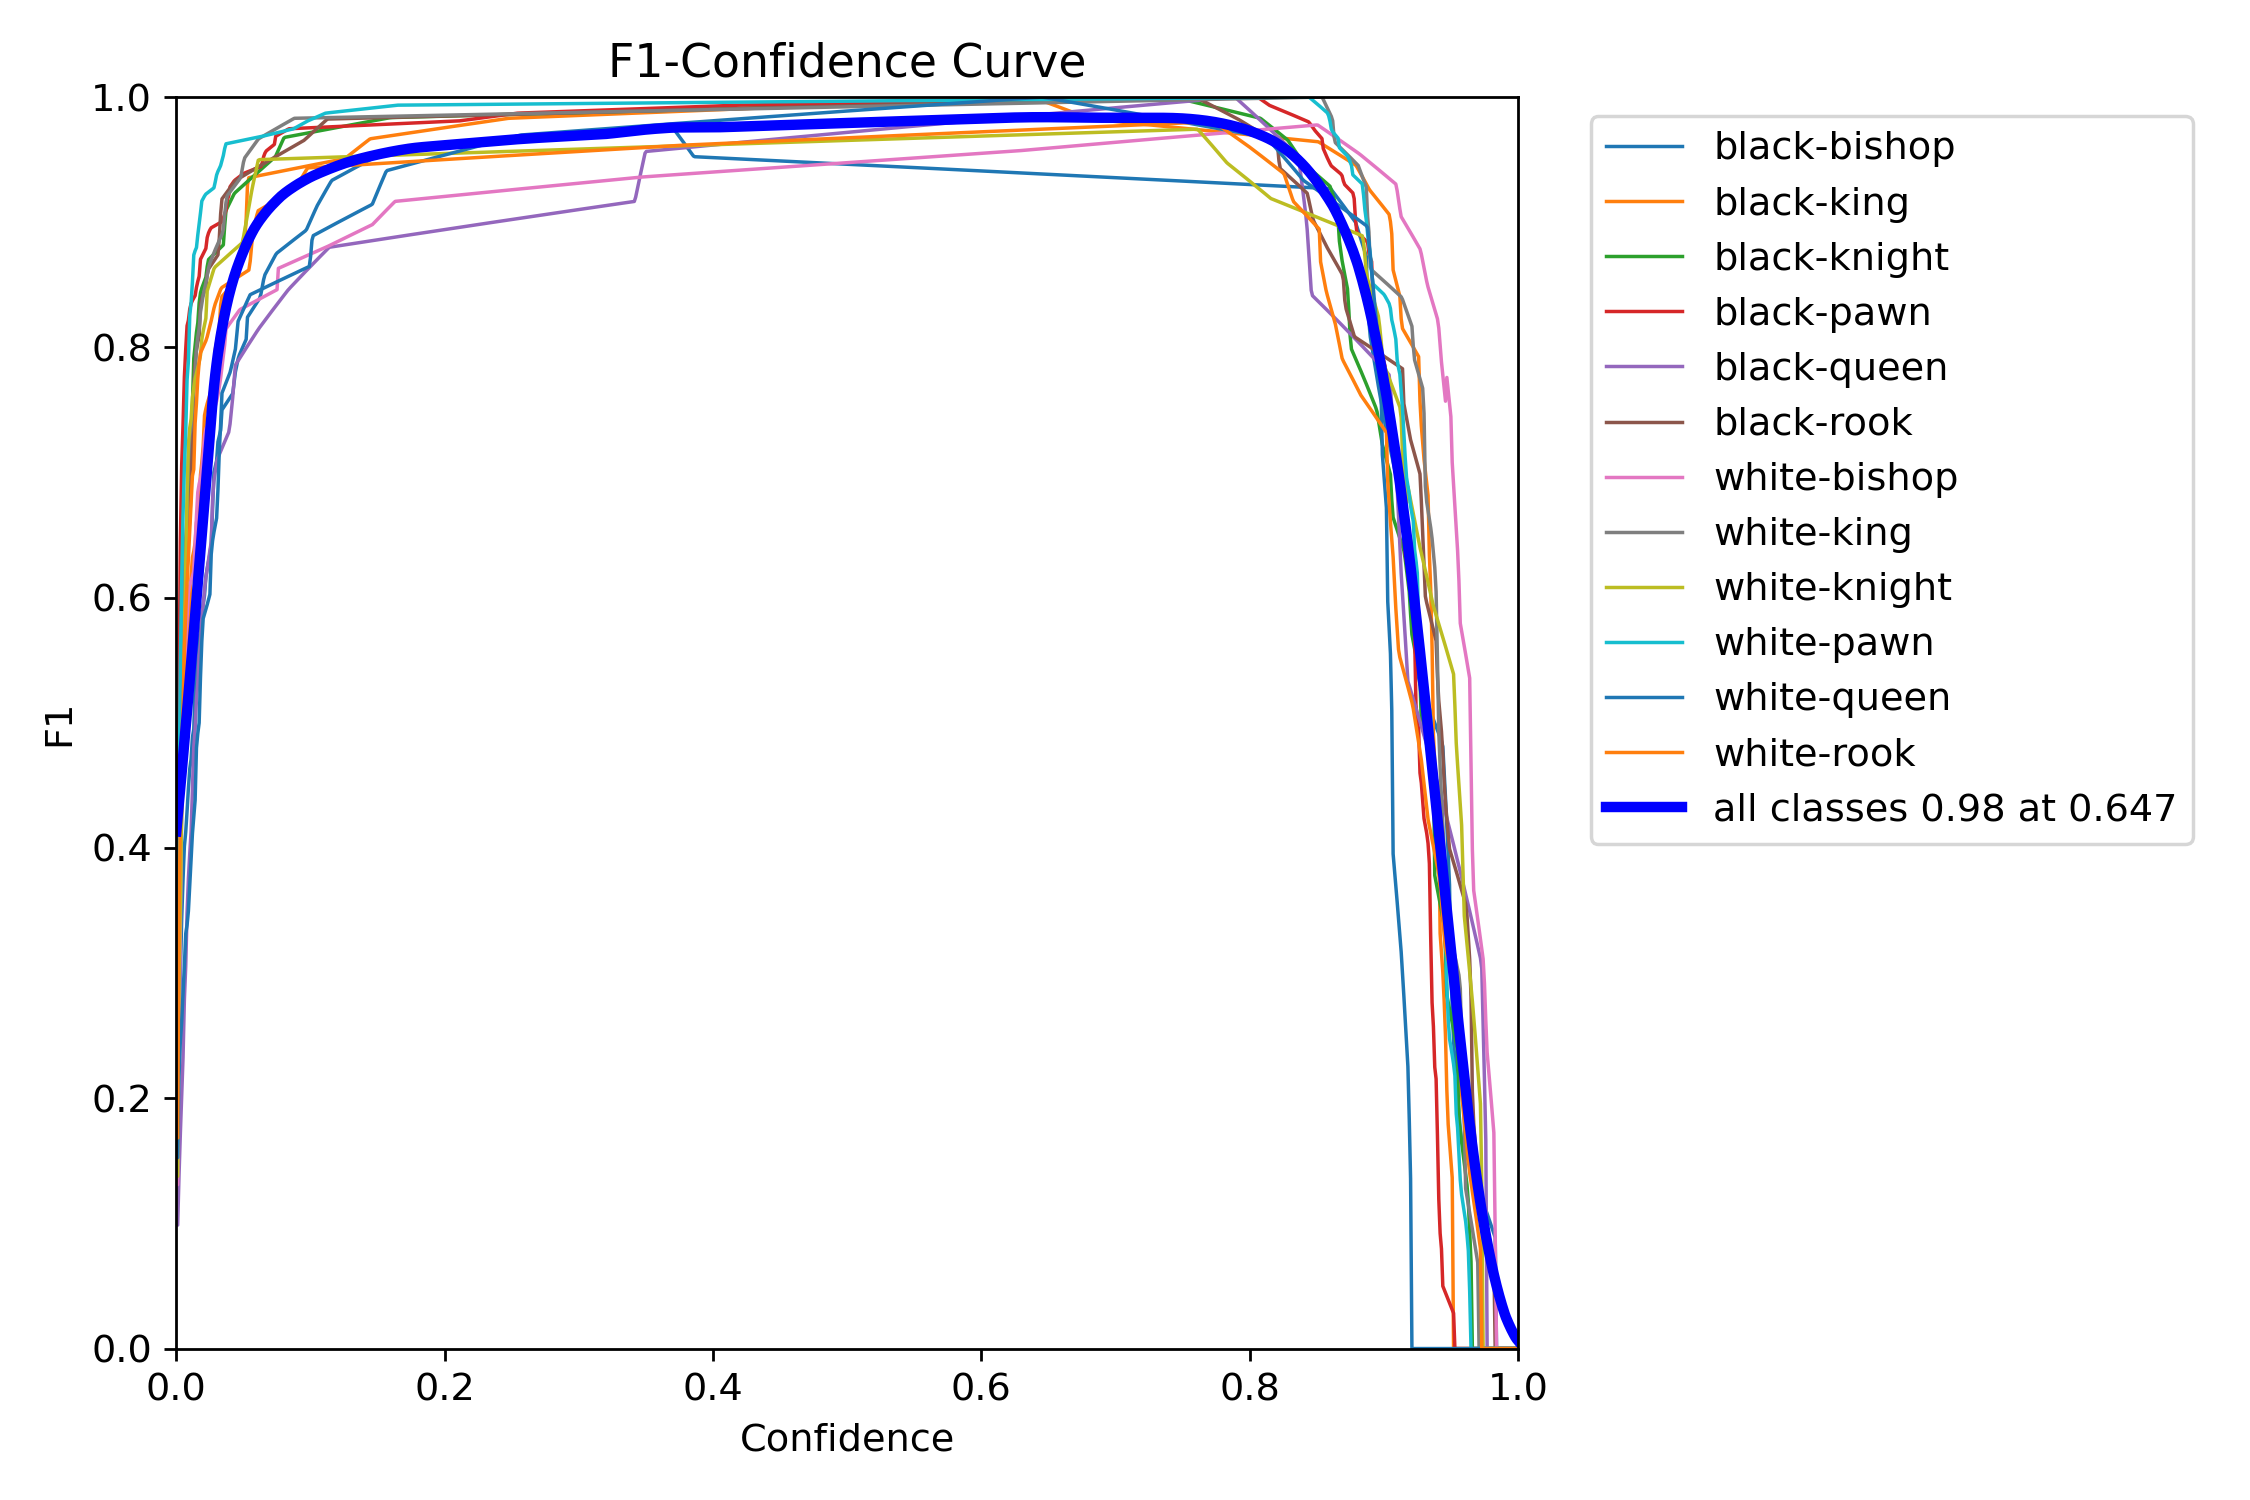 F1-Confidence Curve
1.0
0.8
0.6
0.4
0.2
0.0
F1
0.0 0.2 0.4 0.6 0.8 1.0
Confidence
black-bishop
black-king
black-knight
black-pawn
black-queen
black-rook
white-bishop
white-king
white-knight
white-pawn
white-queen
white-rook
all classes 0.98 at 0.647